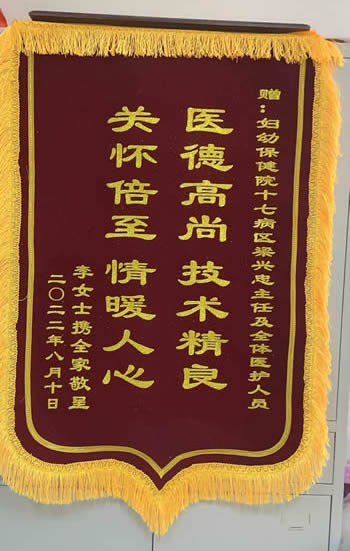 赠:妇幼保健院十七病区梁兴忠主任及全体医护人员
医德高尚 技术精良
关怀倍至 情暖人心
李女士携全家敬呈
二〇二二年八月十日